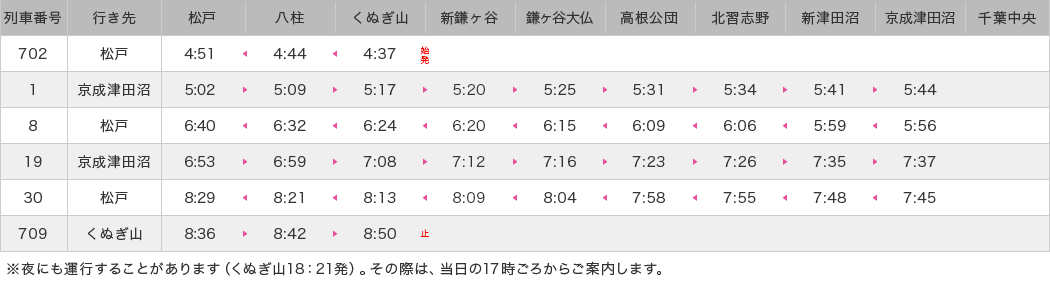 列車番号 行き先 松戸 八柱 くぬぎ山 新鎌ヶ谷 鎌ヶ谷大仏 高根公団 北習志野 新津田沼 京成津田沼 千葉中央
702 松戸 4:51 ◂ 4:44 ◂ 4:37 始発
1 京成津田沼 5:02 ▸ 5:09 ▸ 5:17 ▸ 5:20 ▸ 5:25 ▸ 5:31 ▸ 5:34 ▸ 5:41 ▸ 5:44
8 松戸 6:40 ◂ 6:32 ◂ 6:24 ◂ 6:20 ◂ 6:15 ◂ 6:09 ◂ 6:06 ◂ 5:59 ◂ 5:56
19 京成津田沼 6:53 ▸ 6:59 ▸ 7:08 ▸ 7:12 ▸ 7:16 ▸ 7:23 ▸ 7:26 ▸ 7:35 ▸ 7:37
30 松戸 8:29 ◂ 8:21 ◂ 8:13 ◂ 8:09 ◂ 8:04 ◂ 7:58 ◂ 7:55 ◂ 7:48 ◂ 7:45
709 くぬぎ山 8:36 ▸ 8:42 ▸ 8:50 止
※夜にも運行することがあります（くぬぎ山18：21発）。その際は、当日の17時ごろからご案内します。